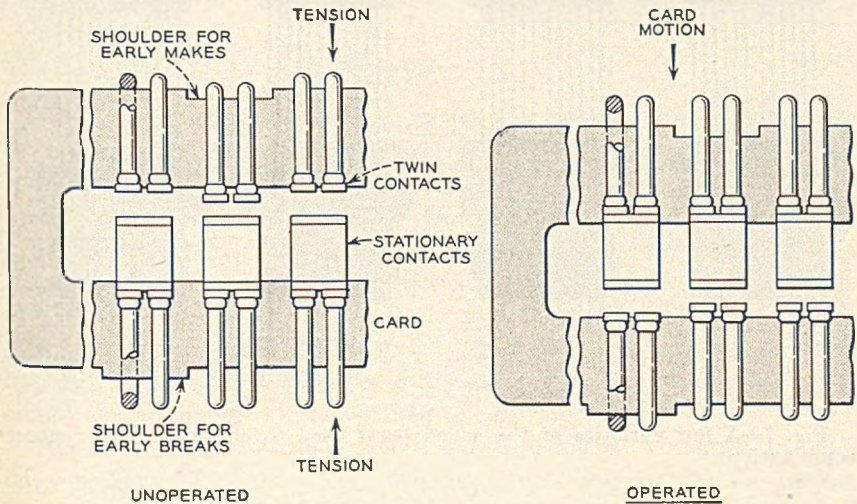 TENSION
SHOULDER FOR
EARLY MAKES
CARD
MOTION
TWIN
CONTACTS
STATIONARY
CONTACTS
CARD
SHOULDER FOR
EARLY BREAKS
TENSION
UNOPERATED
OPERATED